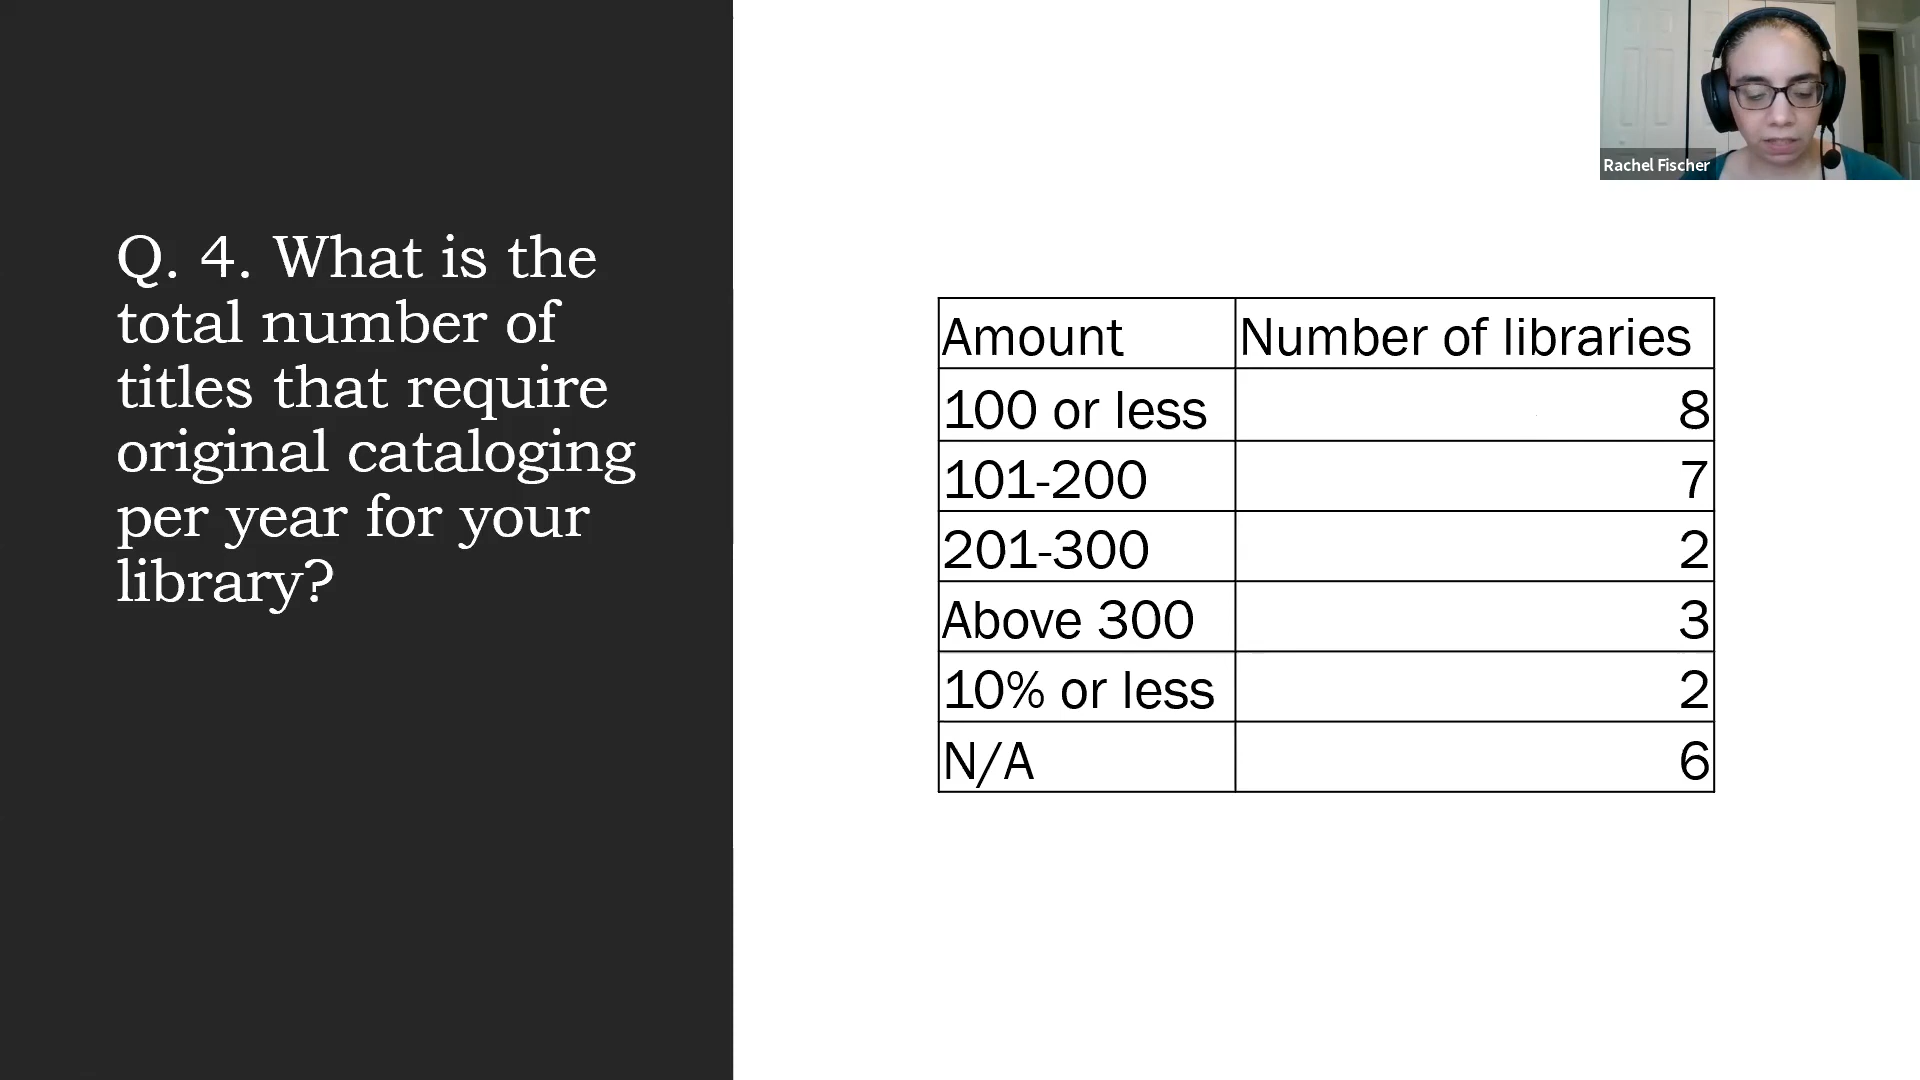 Q. 4. What is the
total number of
titles that require
original cataloging
per year for your
library?
Rachel Fischer
Amount Number of libraries
100 or less 8
101-200 7
201-300 2
Above 300 3
10% or less 2
N/A 6